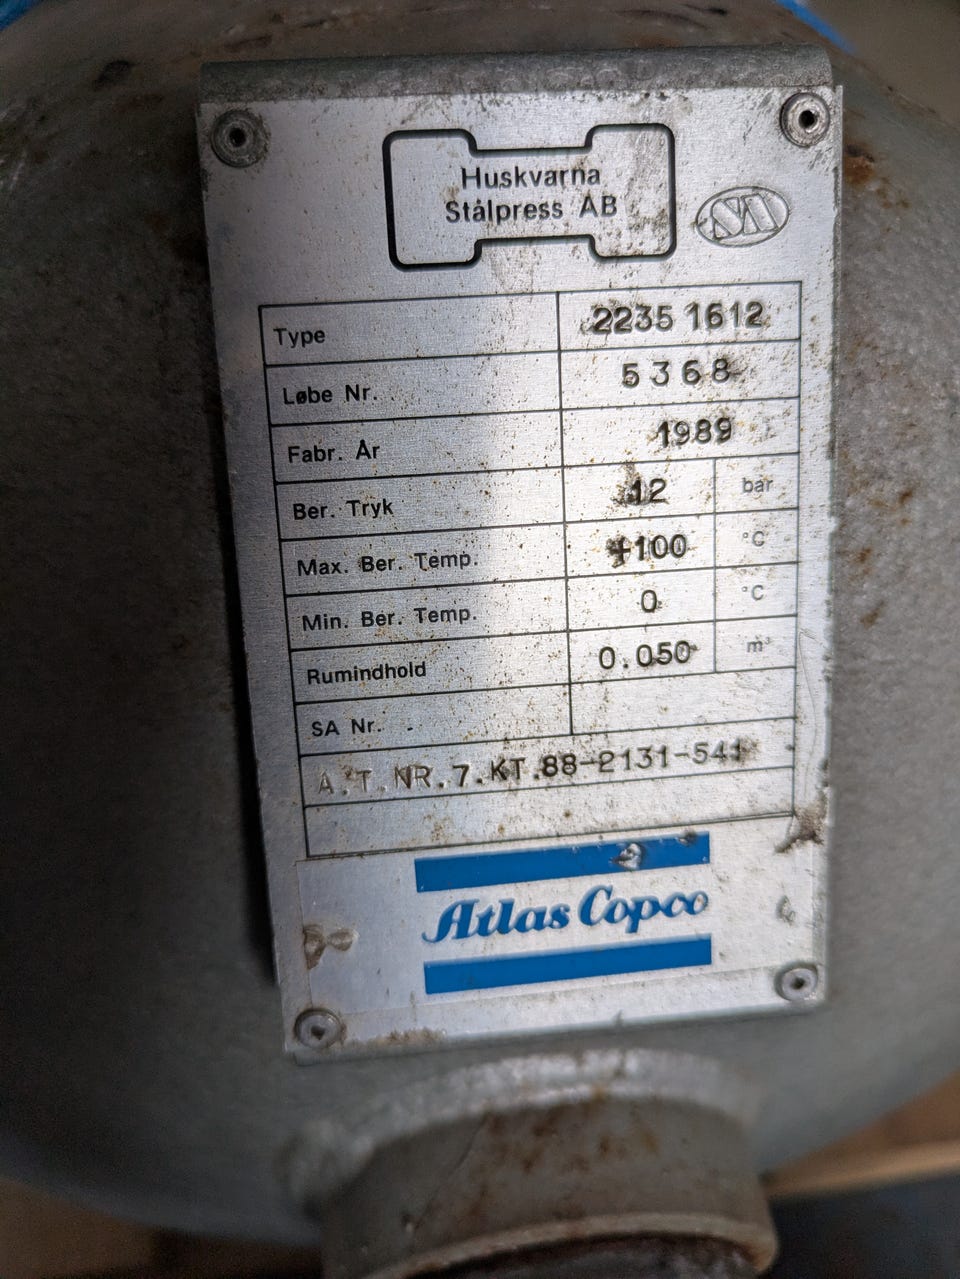 Huskvarna
Stålpress AB
Type 2235 1612
Løbe Nr. 5368
Fabr. År 1989
Ber. Tryk 12 bar
Max. Ber. Temp. +100 °C
Min. Ber. Temp. 0 °C
Rumindhold 0.050 m³
SA Nr.
A.T.NR.7.KT.88-2131-541
Atlas Copco